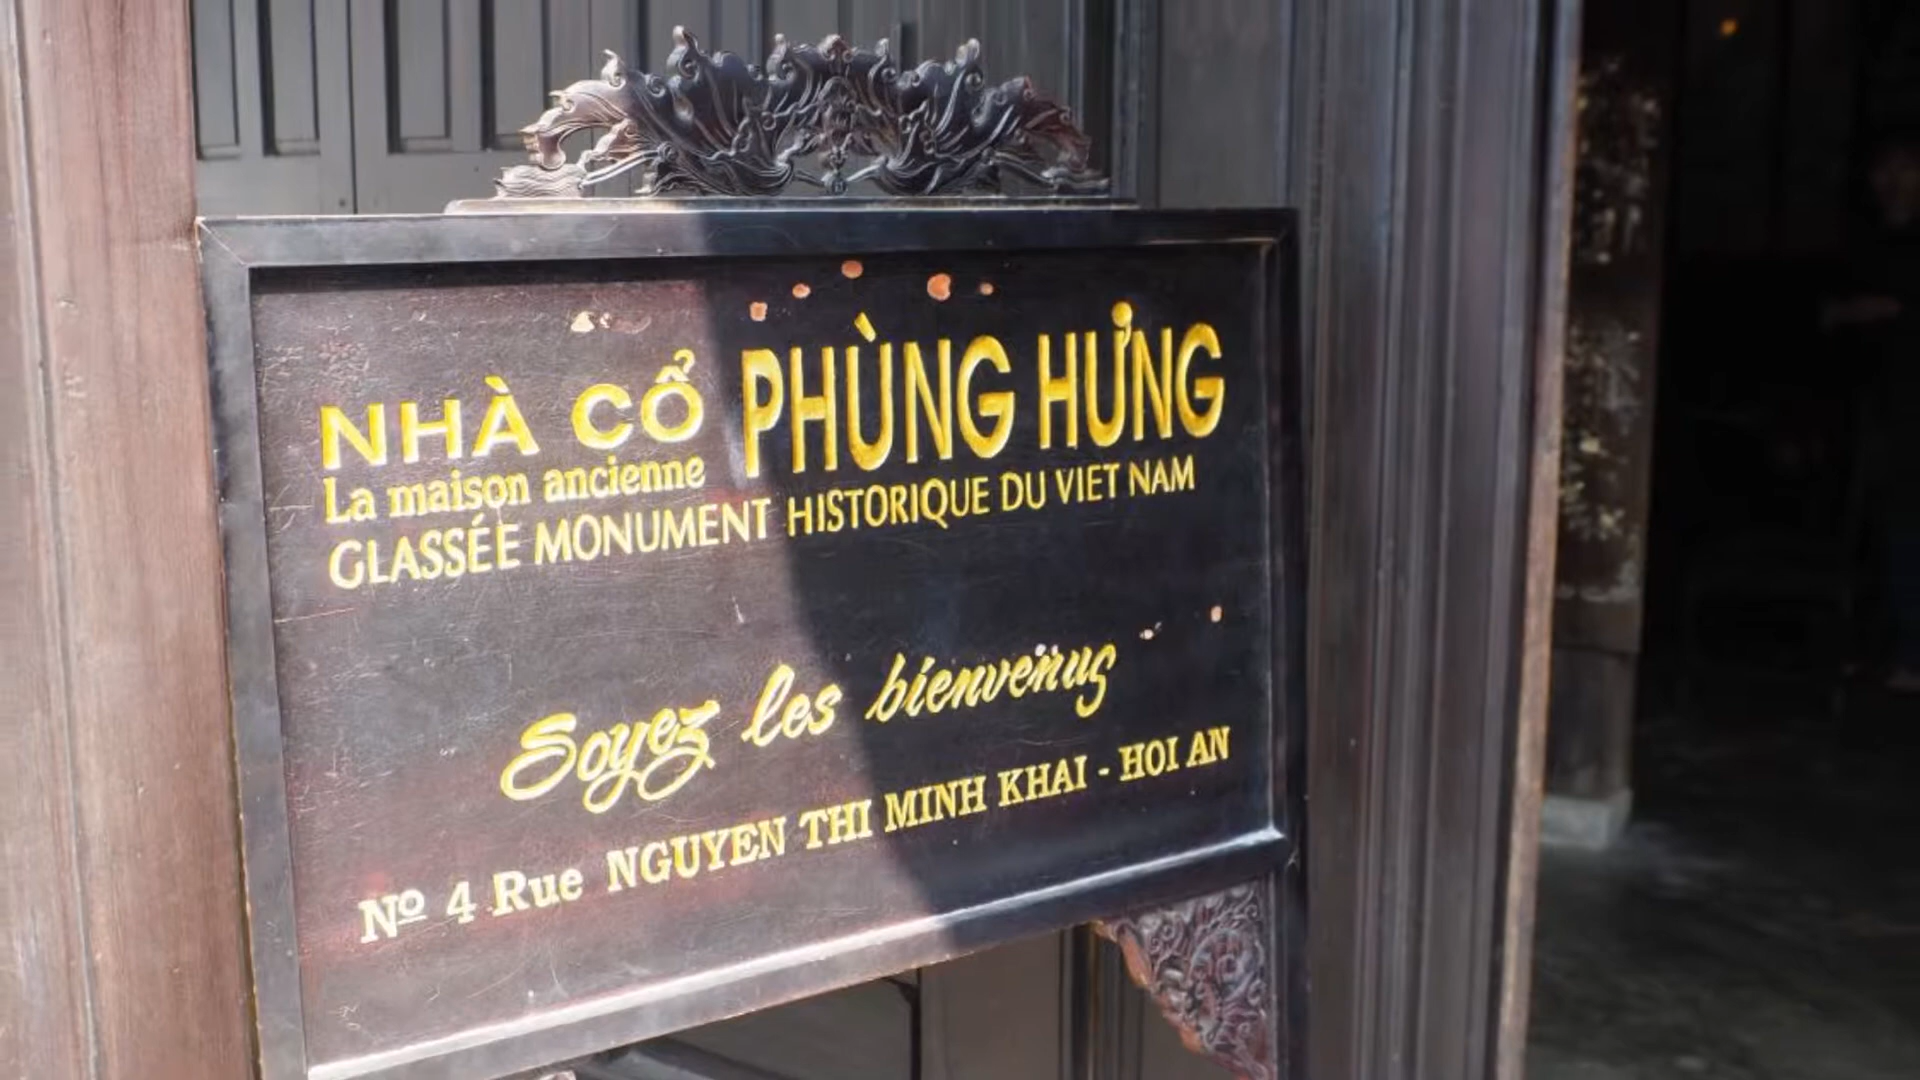 NHÀ CỔ PHÙNG HƯNG
La maison ancienne
GLASSÉE MONUMENT HISTORIQUE DU VIET NAM
Soyez les bienvenus
Nº 4 Rue NGUYEN THI MINH KHAI - HOI AN